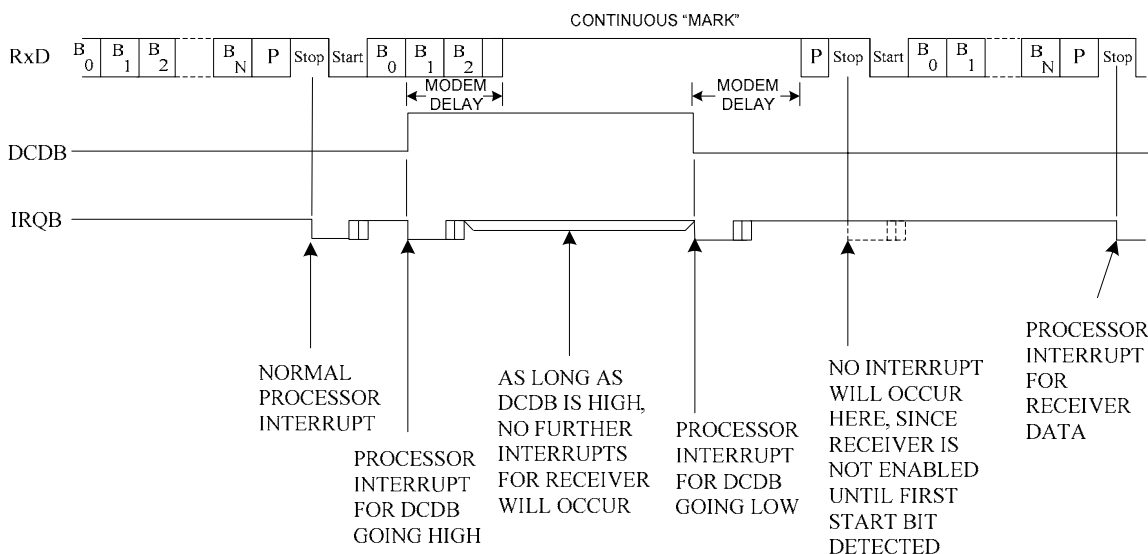 CONTINUOUS “MARK”
RxD B0 B1 B2 BN P Stop Start B0 B1 B2 P Stop Start B0 B1 BN P Stop
MODEM
DELAY
MODEM
DELAY
DCDB
IRQB
NORMAL
PROCESSOR
INTERRUPT
PROCESSOR
INTERRUPT
FOR DCDB
GOING HIGH
AS LONG AS
DCDB IS HIGH,
NO FURTHER
INTERRUPTS
FOR RECEIVER
WILL OCCUR
PROCESSOR
INTERRUPT
FOR DCDB
GOING LOW
NO INTERRUPT
WILL OCCUR
HERE, SINCE
RECEIVER IS
NOT ENABLED
UNTIL FIRST
START BIT
DETECTED
PROCESSOR
INTERRUPT
FOR
RECEIVER
DATA